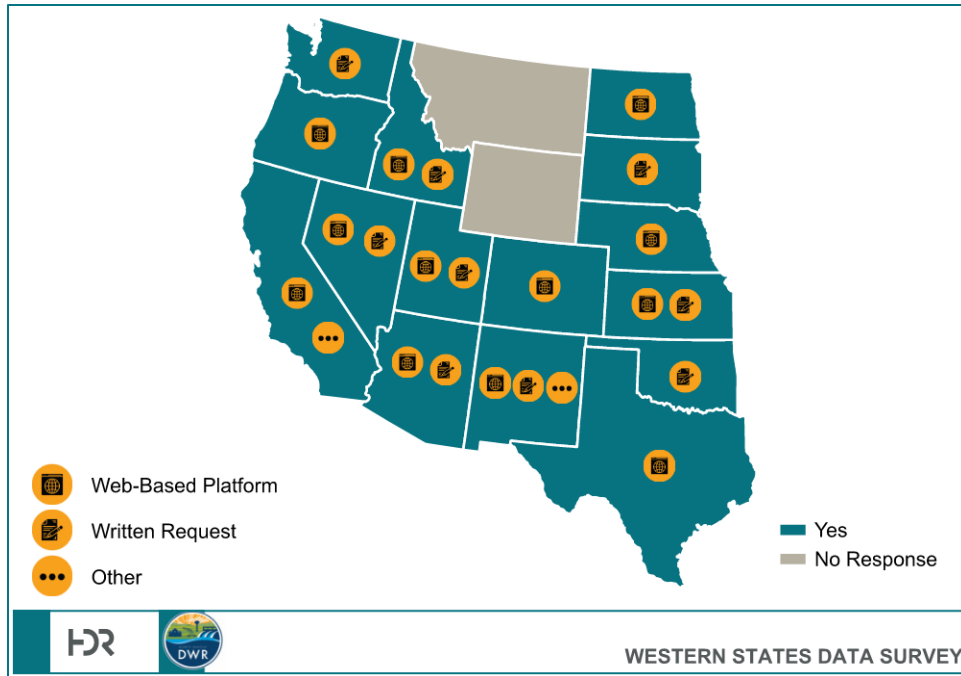 Web-Based Platform
Written Request
Other
Yes
No Response
HDR
DWR
WESTERN STATES DATA SURVEY